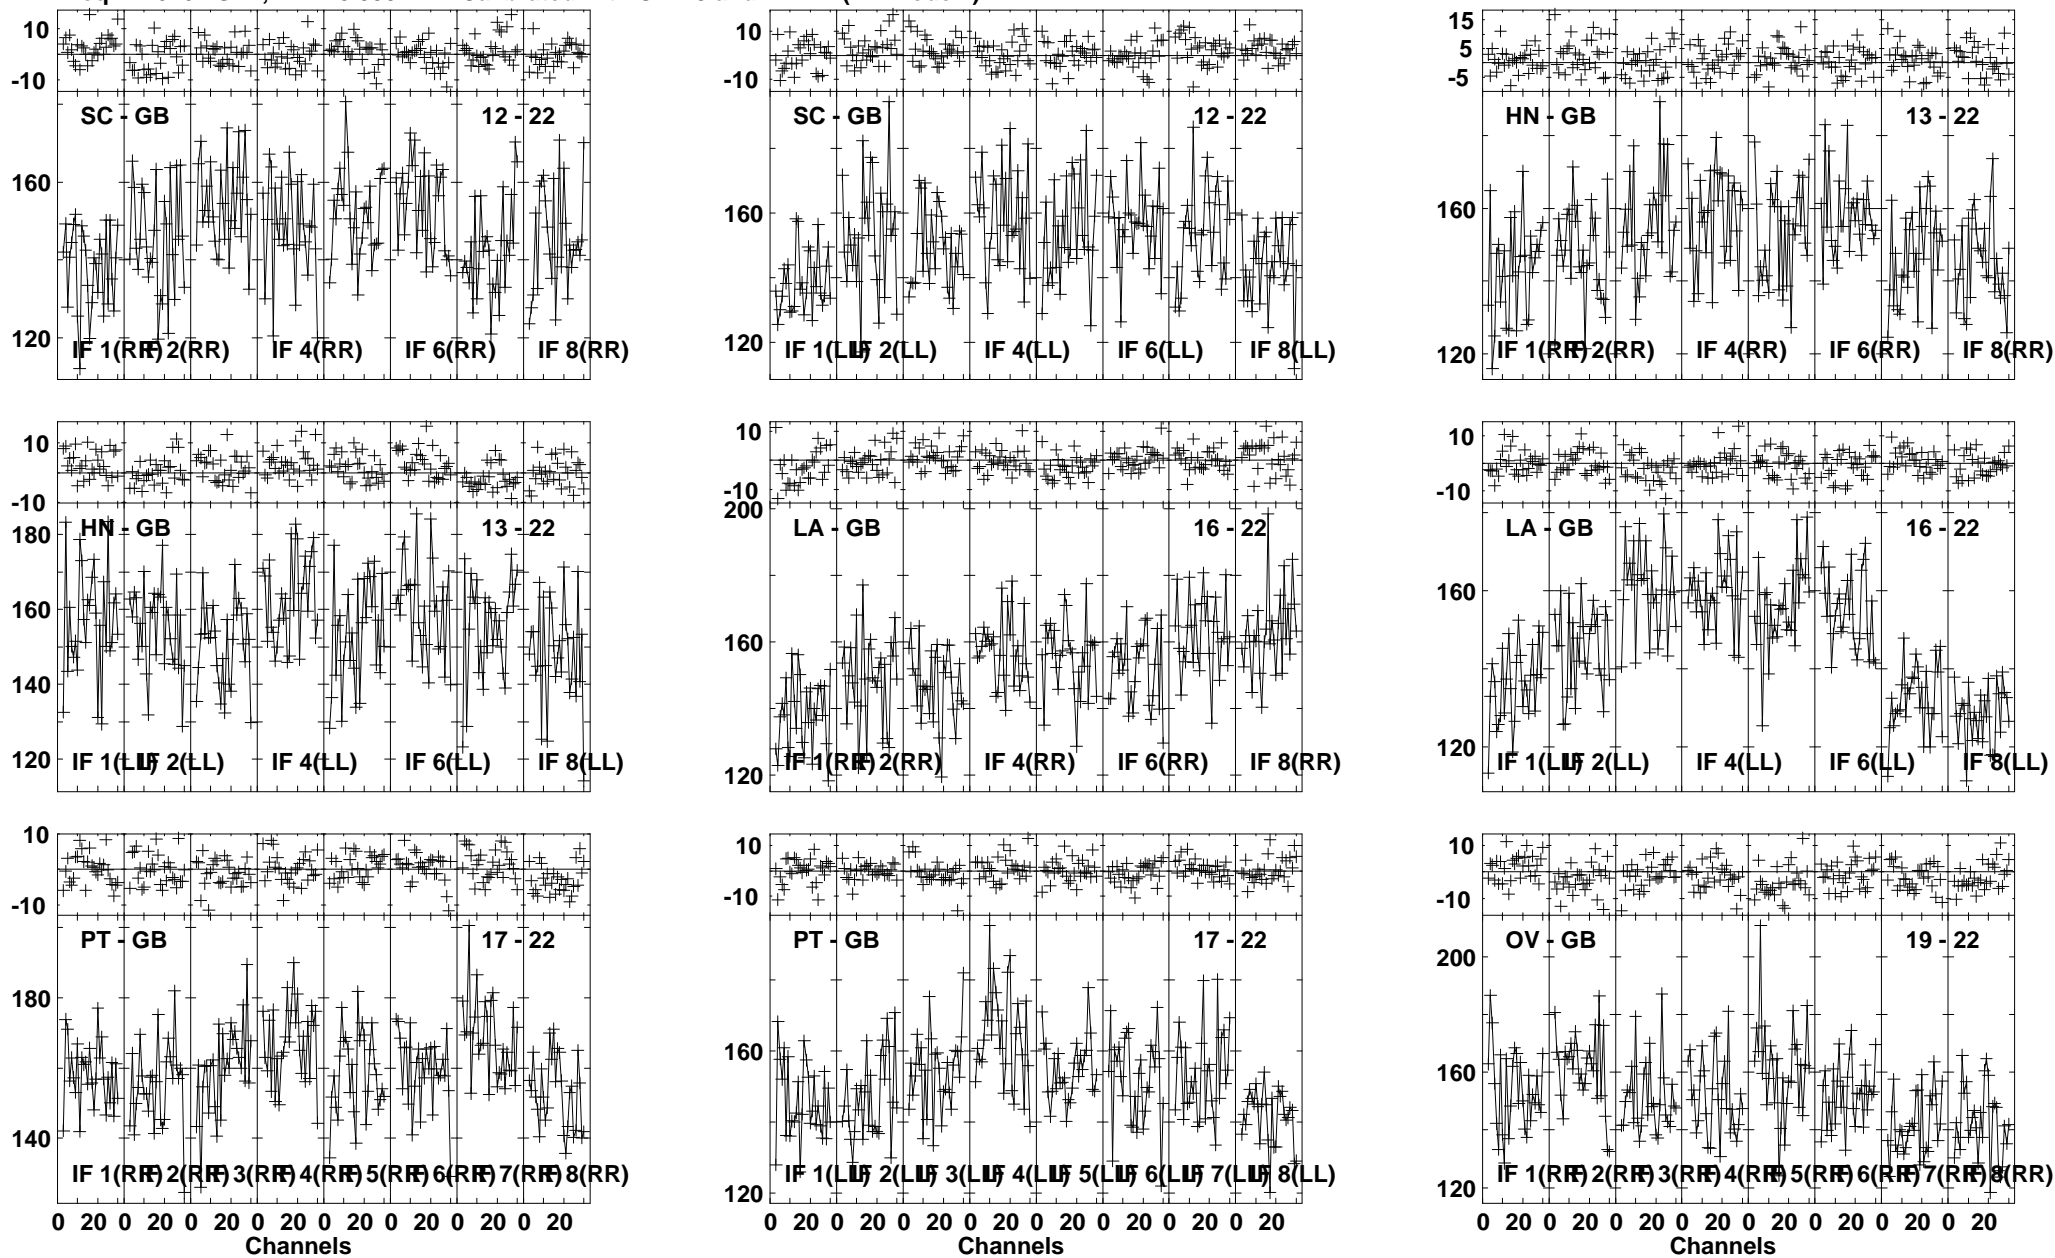 10 10 15
5
-10 -10 -5
SC - GB 12 - 22 SC - GB 12 - 22 HN - GB 13 - 22
160 160 160
120 120 120
IF 1(RR) IF 2(RR) IF 4(RR) IF 6(RR) IF 8(RR) IF 1(LL) IF 2(LL) IF 4(LL) IF 6(LL) IF 8(LL) IF 1(RR) IF 2(RR) IF 4(RR) IF 6(RR) IF 8(RR)
10 10 10
-10 -10 -10
200
HN - GB 13 - 22 LA - GB 16 - 22 LA - GB 16 - 22
180
160 160 160
140
120 120 120
IF 1(LL) IF 2(LL) IF 4(LL) IF 6(LL) IF 8(LL) IF 1(RR) IF 2(RR) IF 4(RR) IF 6(RR) IF 8(RR) IF 1(LL) IF 2(LL) IF 4(LL) IF 6(LL) IF 8(LL)
10 10 10
-10 -10 -10
PT - GB 17 - 22 PT - GB 17 - 22 OV - GB 19 - 22
180 160 200
160
140 120 120
IF 1(RR) IF 2(RR) IF 3(RR) IF 4(RR) IF 5(RR) IF 6(RR) IF 7(RR) IF 8(RR) IF 1(LL) IF 2(LL) IF 3(LL) IF 4(LL) IF 5(LL) IF 6(LL) IF 7(LL) IF 8(LL) IF 1(RR) IF 2(RR) IF 3(RR) IF 4(RR) IF 5(RR) IF 6(RR) IF 7(RR) IF 8(RR)
0 20 0 20 0 20 0 20 0 20 0 20 0 20 0 20 0 20 0 20 0 20 0 20 0 20 0 20 0 20 0 20 0 20 0 20 0 20 0 20 0 20 0 20 0 20 0 20
Channels Channels